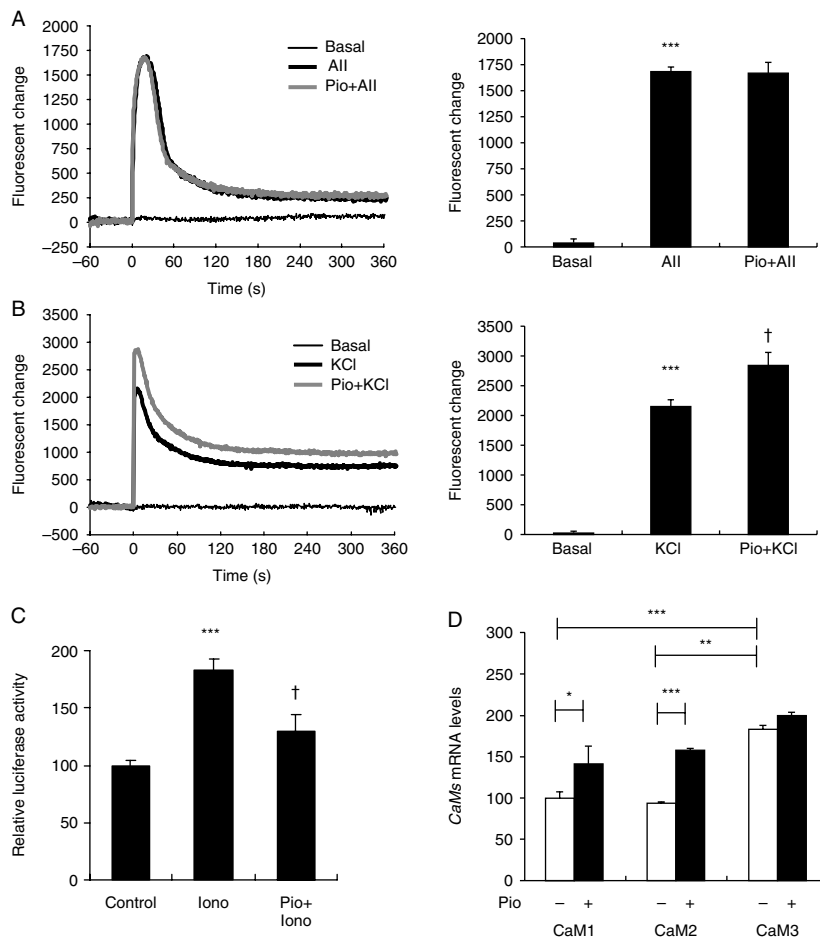 A
Fluorescent change
2000
1750
1500
1250
1000
750
500
250
0
−250
−60 0 60 120 180 240 300 360
Time (s)
Basal
AII
Pio+AII
Fluorescent change
2000
1750
1500
1250
1000
750
500
250
0
***
Basal AII Pio+AII
B
Fluorescent change
3500
3000
2500
2000
1500
1000
500
0
−500
−60 0 60 120 180 240 300 360
Time (s)
Basal
KCl
Pio+KCl
Fluorescent change
3500
3000
2500
2000
1500
1000
500
0
***
†
Basal KCl Pio+KCl
C
Relative luciferase activity
200
150
100
50
0
***
†
Control Iono Pio+
Iono
D
CaMs mRNA levels
300
250
200
150
100
50
0
***
**
* ***
Pio − + − + − +
CaM1 CaM2 CaM3